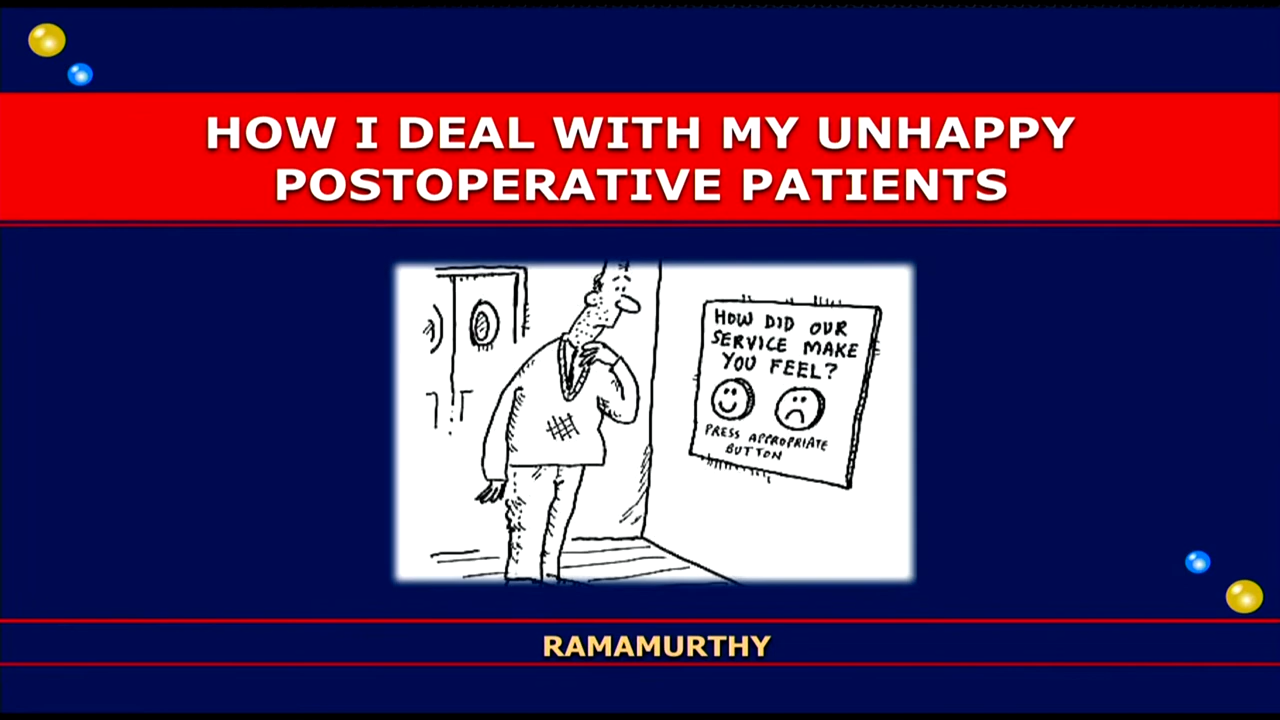 HOW I DEAL WITH MY UNHAPPY
POSTOPERATIVE PATIENTS
HOW DID OUR
SERVICE MAKE
YOU FEEL?
PRESS APPROPRIATE
BUTTON
RAMAMURTHY